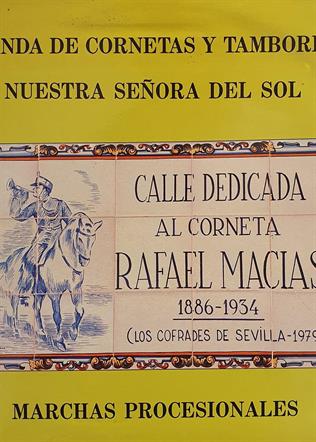 NDA DE CORNETAS Y TAMBORE
NUESTRA SEÑORA DEL SOL
CALLE DEDICADA
AL CORNETA
RAFAEL MACIAS
1886-1934
(LOS COFRADES DE SEVILLA-1979
MARCHAS PROCESIONALES